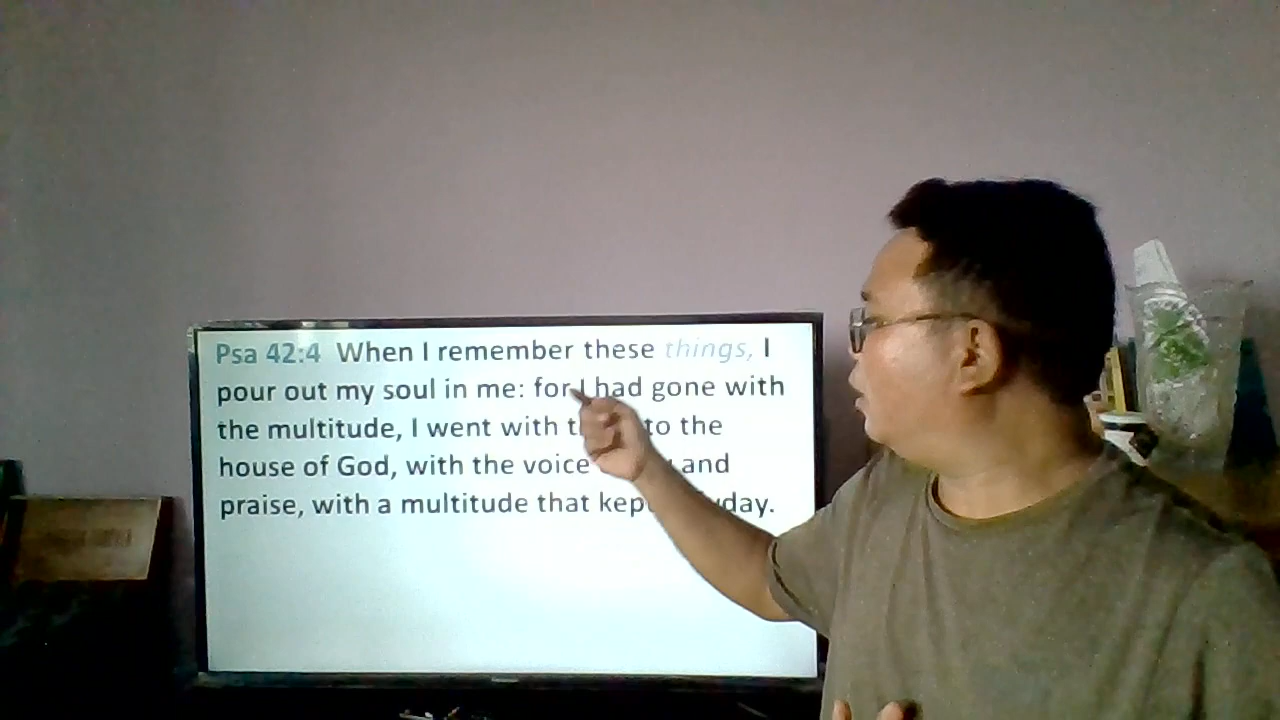 Psa 42:4 When I remember these things, I
pour out my soul in me: for I had gone with
the multitude, I went with to the
house of God, with the voice and
praise, with a multitude that